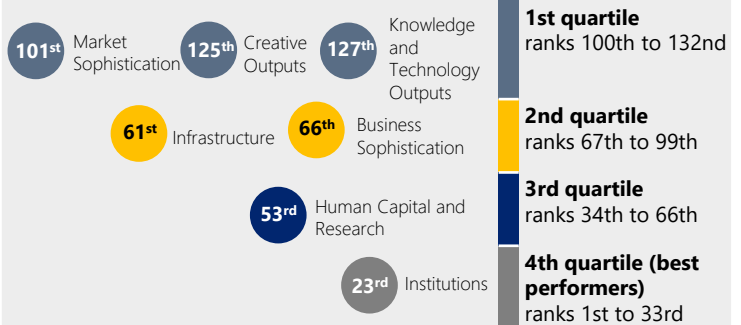 101st
Market
Sophistication
125th
Creative
Outputs
127th
Knowledge
and
Technology
Outputs
1st quartile
ranks 100th to 132nd
61st
Infrastructure
66th
Business
Sophistication
2nd quartile
ranks 67th to 99th
53rd
Human Capital and
Research
3rd quartile
ranks 34th to 66th
23rd
Institutions
4th quartile (best
performers)
ranks 1st to 33rd